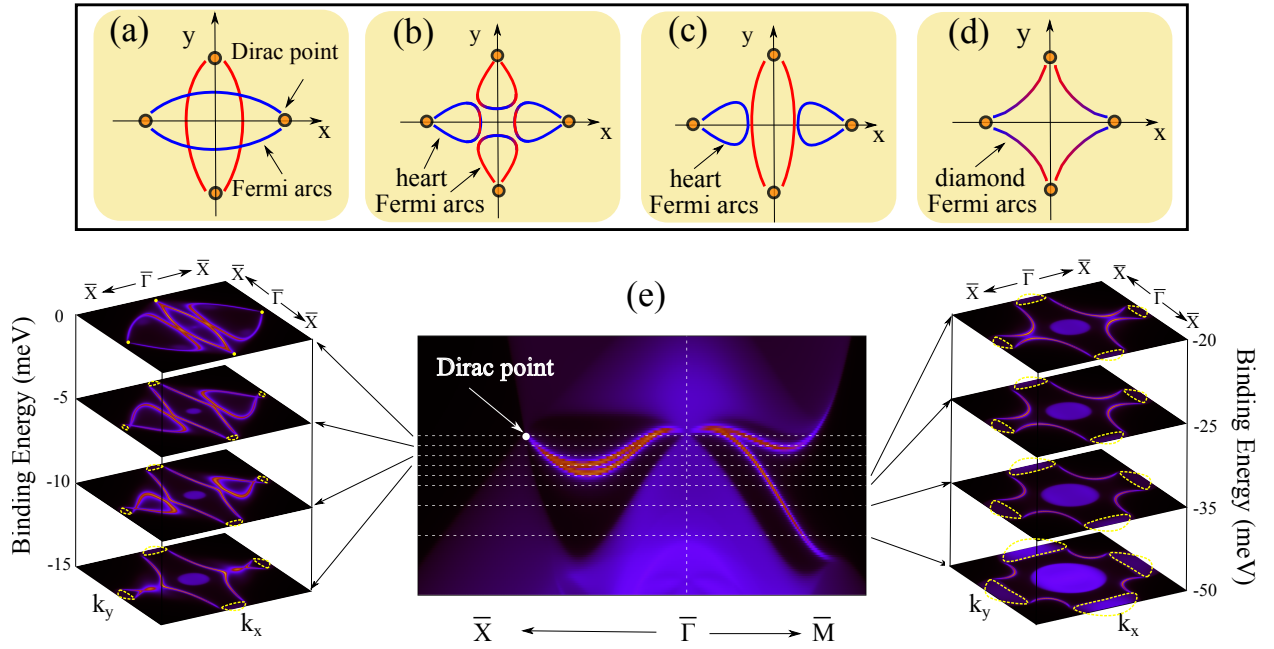 (a)
y
Dirac point
x
Fermi arcs
(b)
y
x
heart
Fermi arcs
(c)
y
x
heart
Fermi arcs
(d)
y
x
diamond
Fermi arcs
X̅ Γ̅ X̅
X̅ Γ̅ X̅
Binding Energy (meV)
0
-5
-10
-15
k_y
k_x
(e)
Dirac point
X̅ Γ̅ M̅
X̅ Γ̅ X̅
X̅ Γ̅ X̅
-20
-25
-35
-50
Binding Energy (meV)
k_y
k_x